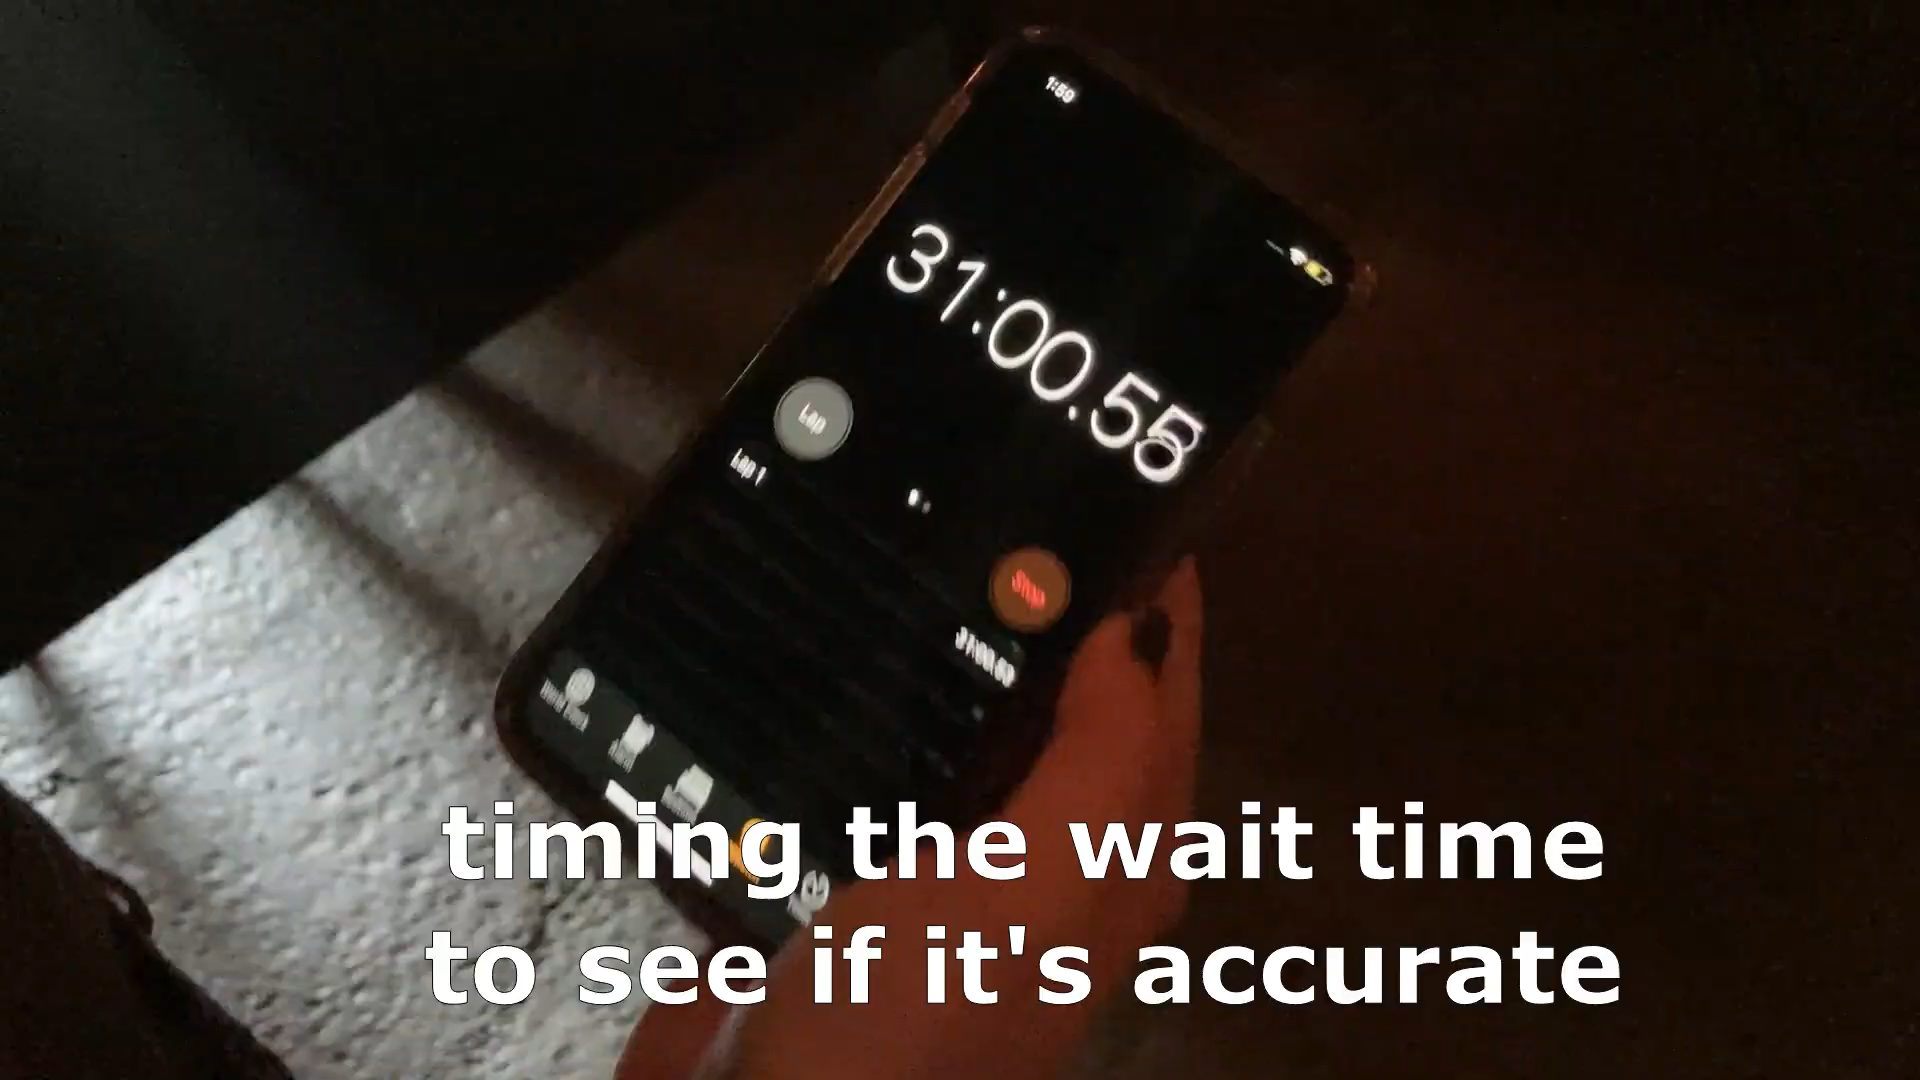 1:59
31:00.55
Lap
Lap 1
Stop
timing the wait time
to see if it's accurate